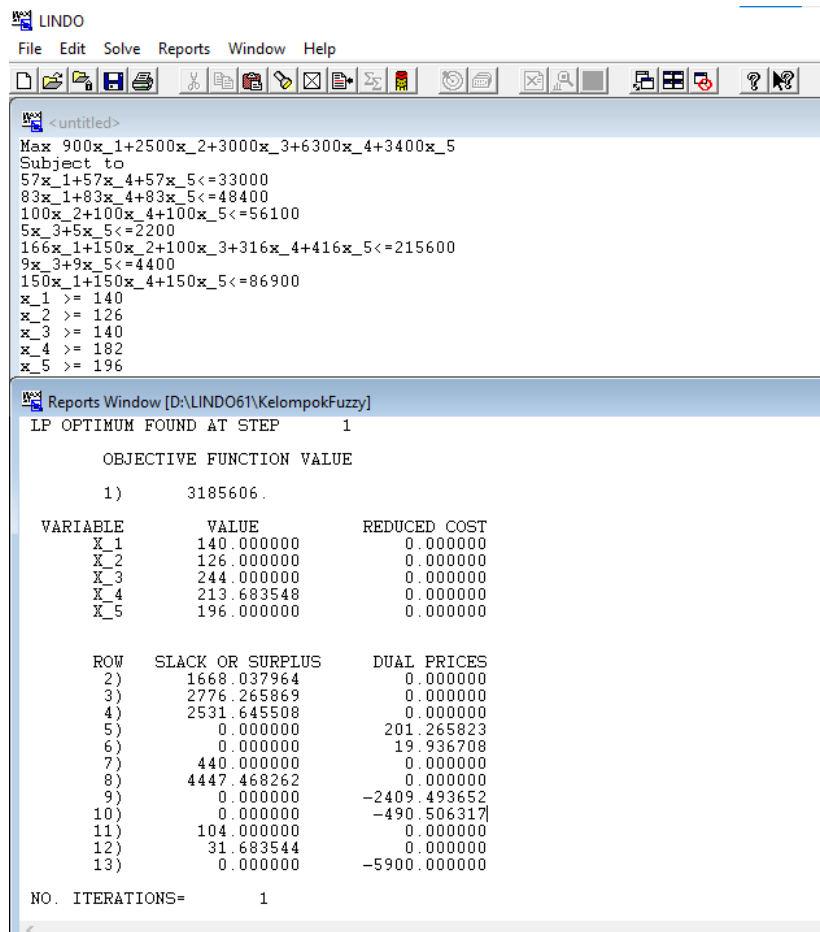 LINDO
File Edit Solve Reports Window Help
<untitled>
Max 900x_1+2500x_2+3000x_3+6300x_4+3400x_5
Subject to
57x_1+57x_4+57x_5<=33000
83x_1+83x_4+83x_5<=48400
100x_2+100x_4+100x_5<=56100
5x_3+5x_5<=2200
166x_1+150x_2+100x_3+316x_4+416x_5<=215600
9x_3+9x_5<=4400
150x_1+150x_4+150x_5<=86900
x_1 >= 140
x_2 >= 126
x_3 >= 140
x_4 >= 182
x_5 >= 196
Reports Window [D:\LINDO61\KelompokFuzzy]
LP OPTIMUM FOUND AT STEP 1
OBJECTIVE FUNCTION VALUE
1) 3185606.
VARIABLE VALUE REDUCED COST
X_1 140.000000 0.000000
X_2 126.000000 0.000000
X_3 244.000000 0.000000
X_4 213.683548 0.000000
X_5 196.000000 0.000000
ROW SLACK OR SURPLUS DUAL PRICES
2) 1668.037964 0.000000
3) 2776.265869 0.000000
4) 2531.645508 0.000000
5) 0.000000 201.265823
6) 0.000000 19.936708
7) 440.000000 0.000000
8) 4447.468262 0.000000
9) 0.000000 -2409.493652
10) 0.000000 -490.506317
11) 104.000000 0.000000
12) 31.683544 0.000000
13) 0.000000 -5900.000000
NO. ITERATIONS= 1